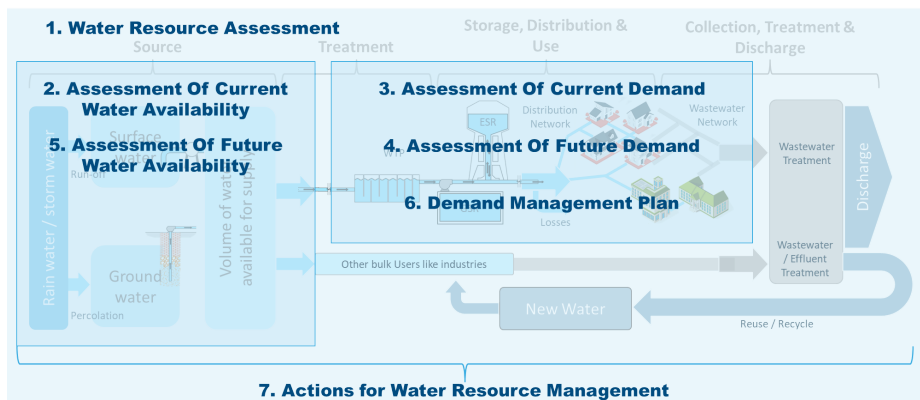 1. Water Resource Assessment
Source
Treatment
Storage, Distribution &
Use
Collection, Treatment &
Discharge
2. Assessment Of Current
Water Availability
5. Assessment Of Future
Water Availability
3. Assessment Of Current Demand
4. Assessment Of Future Demand
6. Demand Management Plan
Rain water / storm water
Surface
water
Run-on
Ground
water
Percolation
Volume of water
available for supply
WTP
ESR
GSR
Distribution
Network
Losses
Wastewater
Network
Wastewater
Treatment
Wastewater
/ Effluent
Treatment
Discharge
Other bulk Users like industries
New Water
Reuse / Recycle
7. Actions for Water Resource Management